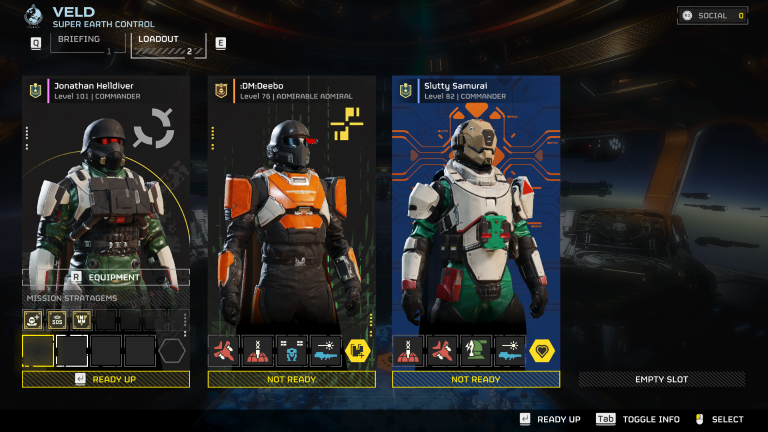 VELD
SUPER EARTH CONTROL
SOCIAL 0
Q BRIEFING 1 LOADOUT 2 E
Jonathan Helldiver
Level 101 | COMMANDER
:DM:Deebo
Level 76 | ADMIRABLE ADMIRAL
Slutty Samurai
Level 82 | COMMANDER
R EQUIPMENT
MISSION STRATAGEMS
SOS
READY UP
NOT READY
NOT READY
EMPTY SLOT
READY UP Tab TOGGLE INFO SELECT